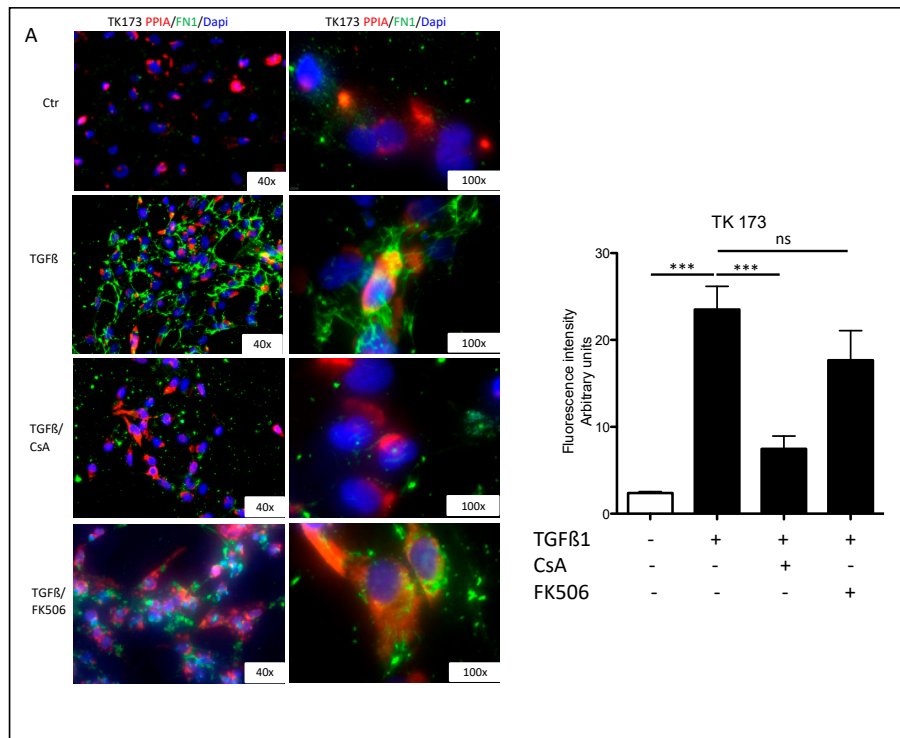 A
TK173 PPIA/FN1/Dapi
TK173 PPIA/FN1/Dapi
Ctr
40x
100x
TGFß
40x
100x
TGFß/
CsA
40x
100x
TGFß/
FK506
40x
100x
TK 173
ns
*** ***
30
20
10
0
Fluorescence intensity
Arbitrary units
TGFß1 - + + +
CsA - - + -
FK506 - - - +